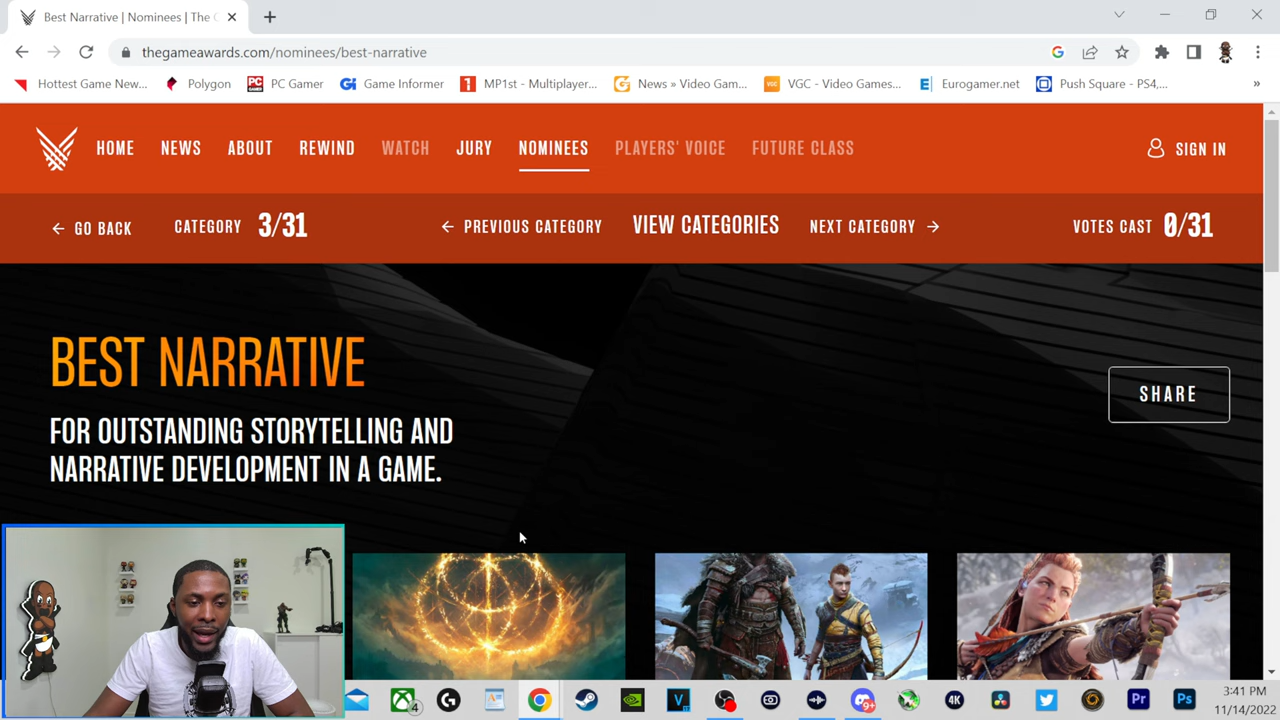 Best Narrative | Nominees | The
thegameawards.com/nominees/best-narrative
Hottest Game New... Polygon PC Gamer Game Informer MP1st - Multiplayer... News » Video Gam... VGC - Video Games... Eurogamer.net Push Square - PS4,... »
HOME NEWS ABOUT REWIND WATCH JURY NOMINEES PLAYERS' VOICE FUTURE CLASS SIGN IN
← GO BACK CATEGORY 3/31 ← PREVIOUS CATEGORY VIEW CATEGORIES NEXT CATEGORY → VOTES CAST 0/31
BEST NARRATIVE
SHARE
FOR OUTSTANDING STORYTELLING AND
NARRATIVE DEVELOPMENT IN A GAME.
3:41 PM
11/14/2022